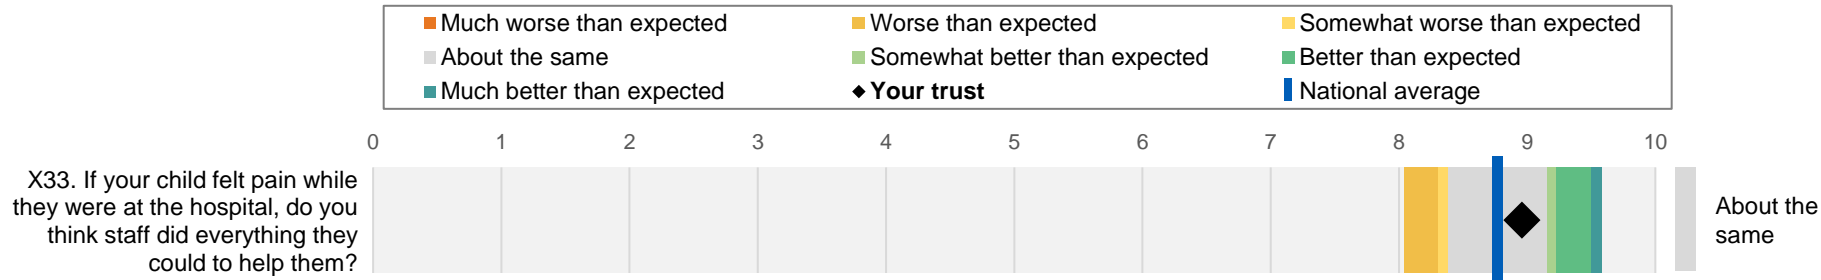 Much worse than expected
Worse than expected
Somewhat worse than expected
About the same
Somewhat better than expected
Better than expected
Much better than expected
Your trust
National average
0 1 2 3 4 5 6 7 8 9 10
X33. If your child felt pain while
they were at the hospital, do you
think staff did everything they
could to help them?
About the
same